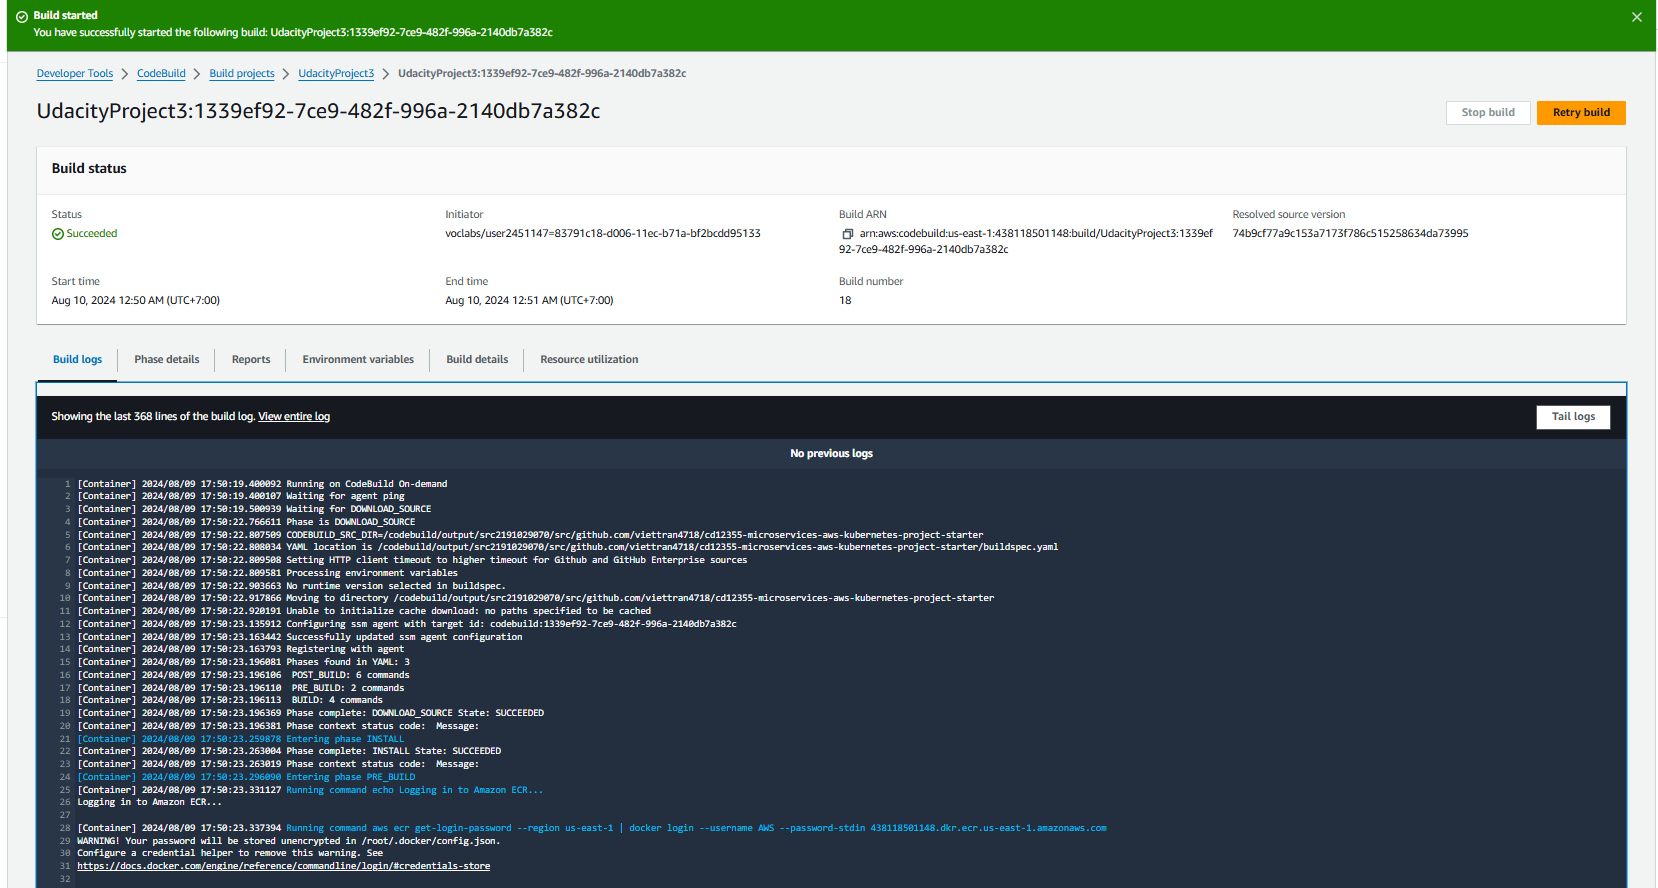 Build started
You have successfully started the following build: UdacityProject3:1339ef92-7ce9-482f-996a-2140db7a382c
Developer Tools > CodeBuild > Build projects > UdacityProject3 > UdacityProject3:1339ef92-7ce9-482f-996a-2140db7a382c
UdacityProject3:1339ef92-7ce9-482f-996a-2140db7a382c
Stop build
Retry build
Build status
Status
Succeeded
Initiator
voclabs/user2451147=83791c18-d006-11ec-b71a-bf2bcdd95133
Build ARN
arn:aws:codebuild:us-east-1:438118501148:build/UdacityProject3:1339ef
92-7ce9-482f-996a-2140db7a382c
Resolved source version
74b9cf77a9c153a7173f786c515258634da73995
Start time
Aug 10, 2024 12:50 AM (UTC+7:00)
End time
Aug 10, 2024 12:51 AM (UTC+7:00)
Build number
18
Build logs
Phase details
Reports
Environment variables
Build details
Resource utilization
Showing the last 368 lines of the build log. View entire log
Tail logs
No previous logs
1 [Container] 2024/08/09 17:50:19.400092 Running on CodeBuild On-demand
2 [Container] 2024/08/09 17:50:19.400107 Waiting for agent ping
3 [Container] 2024/08/09 17:50:19.500939 Waiting for DOWNLOAD_SOURCE
4 [Container] 2024/08/09 17:50:22.766611 Phase is DOWNLOAD_SOURCE
5 [Container] 2024/08/09 17:50:22.807509 CODEBUILD_SRC_DIR=/codebuild/output/src2191029070/src/github.com/viettran4718/cd12355-microservices-aws-kubernetes-project-starter
6 [Container] 2024/08/09 17:50:22.808034 YAML location is /codebuild/output/src2191029070/src/github.com/viettran4718/cd12355-microservices-aws-kubernetes-project-starter/buildspec.yaml
7 [Container] 2024/08/09 17:50:22.809508 Setting HTTP client timeout to higher timeout for Github and GitHub Enterprise sources
8 [Container] 2024/08/09 17:50:22.809581 Processing environment variables
9 [Container] 2024/08/09 17:50:22.903663 No runtime version selected in buildspec.
10 [Container] 2024/08/09 17:50:22.917866 Moving to directory /codebuild/output/src2191029070/src/github.com/viettran4718/cd12355-microservices-aws-kubernetes-project-starter
11 [Container] 2024/08/09 17:50:22.920191 Unable to initialize cache download: no paths specified to be cached
12 [Container] 2024/08/09 17:50:23.135912 Configuring ssm agent with target id: codebuild:1339ef92-7ce9-482f-996a-2140db7a382c
13 [Container] 2024/08/09 17:50:23.163442 Successfully updated ssm agent configuration
14 [Container] 2024/08/09 17:50:23.163793 Registering with agent
15 [Container] 2024/08/09 17:50:23.196081 Phases found in YAML: 3
16 [Container] 2024/08/09 17:50:23.196106  POST_BUILD: 6 commands
17 [Container] 2024/08/09 17:50:23.196110  PRE_BUILD: 2 commands
18 [Container] 2024/08/09 17:50:23.196113  BUILD: 4 commands
19 [Container] 2024/08/09 17:50:23.196369 Phase complete: DOWNLOAD_SOURCE State: SUCCEEDED
20 [Container] 2024/08/09 17:50:23.196381 Phase context status code:  Message:
21 [Container] 2024/08/09 17:50:23.259878 Entering phase INSTALL
22 [Container] 2024/08/09 17:50:23.263004 Phase complete: INSTALL State: SUCCEEDED
23 [Container] 2024/08/09 17:50:23.263019 Phase context status code:  Message:
24 [Container] 2024/08/09 17:50:23.296090 Entering phase PRE_BUILD
25 [Container] 2024/08/09 17:50:23.331127 Running command echo Logging in to Amazon ECR...
26 Logging in to Amazon ECR...
27
28 [Container] 2024/08/09 17:50:23.337394 Running command aws ecr get-login-password --region us-east-1 | docker login --username AWS --password-stdin 438118501148.dkr.ecr.us-east-1.amazonaws.com
29 WARNING! Your password will be stored unencrypted in /root/.docker/config.json.
30 Configure a credential helper to remove this warning. See
31 https://docs.docker.com/engine/reference/commandline/login/#credentials-store
32